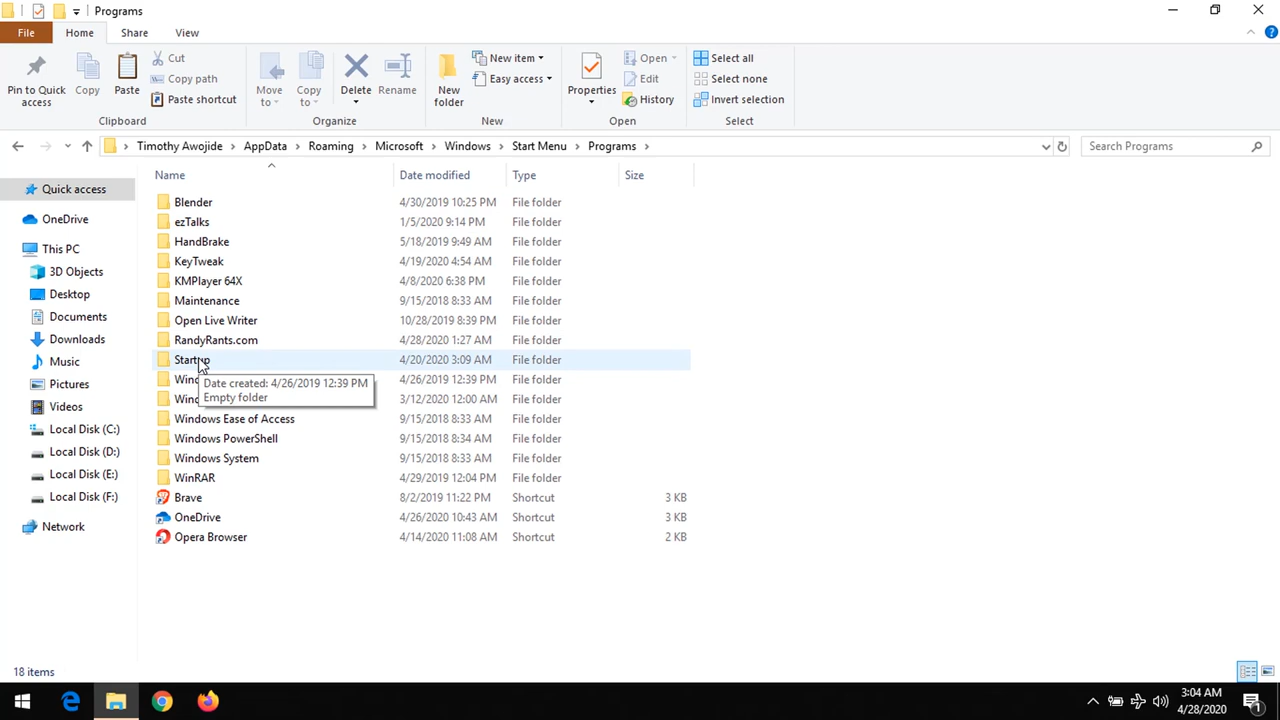 Programs
File Home Share View
Pin to Quick access
Copy
Paste
Cut
Copy path
Paste shortcut
Clipboard
Move to
Copy to
Delete
Rename
Organize
New folder
New item
Easy access
New
Properties
Open
Edit
History
Open
Select all
Select none
Invert selection
Select
Timothy Awojide > AppData > Roaming > Microsoft > Windows > Start Menu > Programs >
Search Programs
Quick access
OneDrive
This PC
3D Objects
Desktop
Documents
Downloads
Music
Pictures
Videos
Local Disk (C:)
Local Disk (D:)
Local Disk (E:)
Local Disk (F:)
Network
Name Date modified Type Size
Blender 4/30/2019 10:25 PM File folder
ezTalks 1/5/2020 9:14 PM File folder
HandBrake 5/18/2019 9:49 AM File folder
KeyTweak 4/19/2020 4:54 AM File folder
KMPlayer 64X 4/8/2020 6:38 PM File folder
Maintenance 9/15/2018 8:33 AM File folder
Open Live Writer 10/28/2019 8:39 PM File folder
RandyRants.com 4/28/2020 1:27 AM File folder
Startup 4/20/2020 3:09 AM File folder
4/26/2019 12:39 PM File folder
3/12/2020 12:00 AM File folder
Windows Ease of Access 9/15/2018 8:33 AM File folder
Windows PowerShell 9/15/2018 8:34 AM File folder
Windows System 9/15/2018 8:33 AM File folder
WinRAR 4/29/2019 12:04 PM File folder
Brave 8/2/2019 11:22 PM Shortcut 3 KB
OneDrive 4/26/2020 10:43 AM Shortcut 3 KB
Opera Browser 4/14/2020 11:08 AM Shortcut 2 KB
Date created: 4/26/2019 12:39 PM
Empty folder
18 items
3:04 AM
4/28/2020